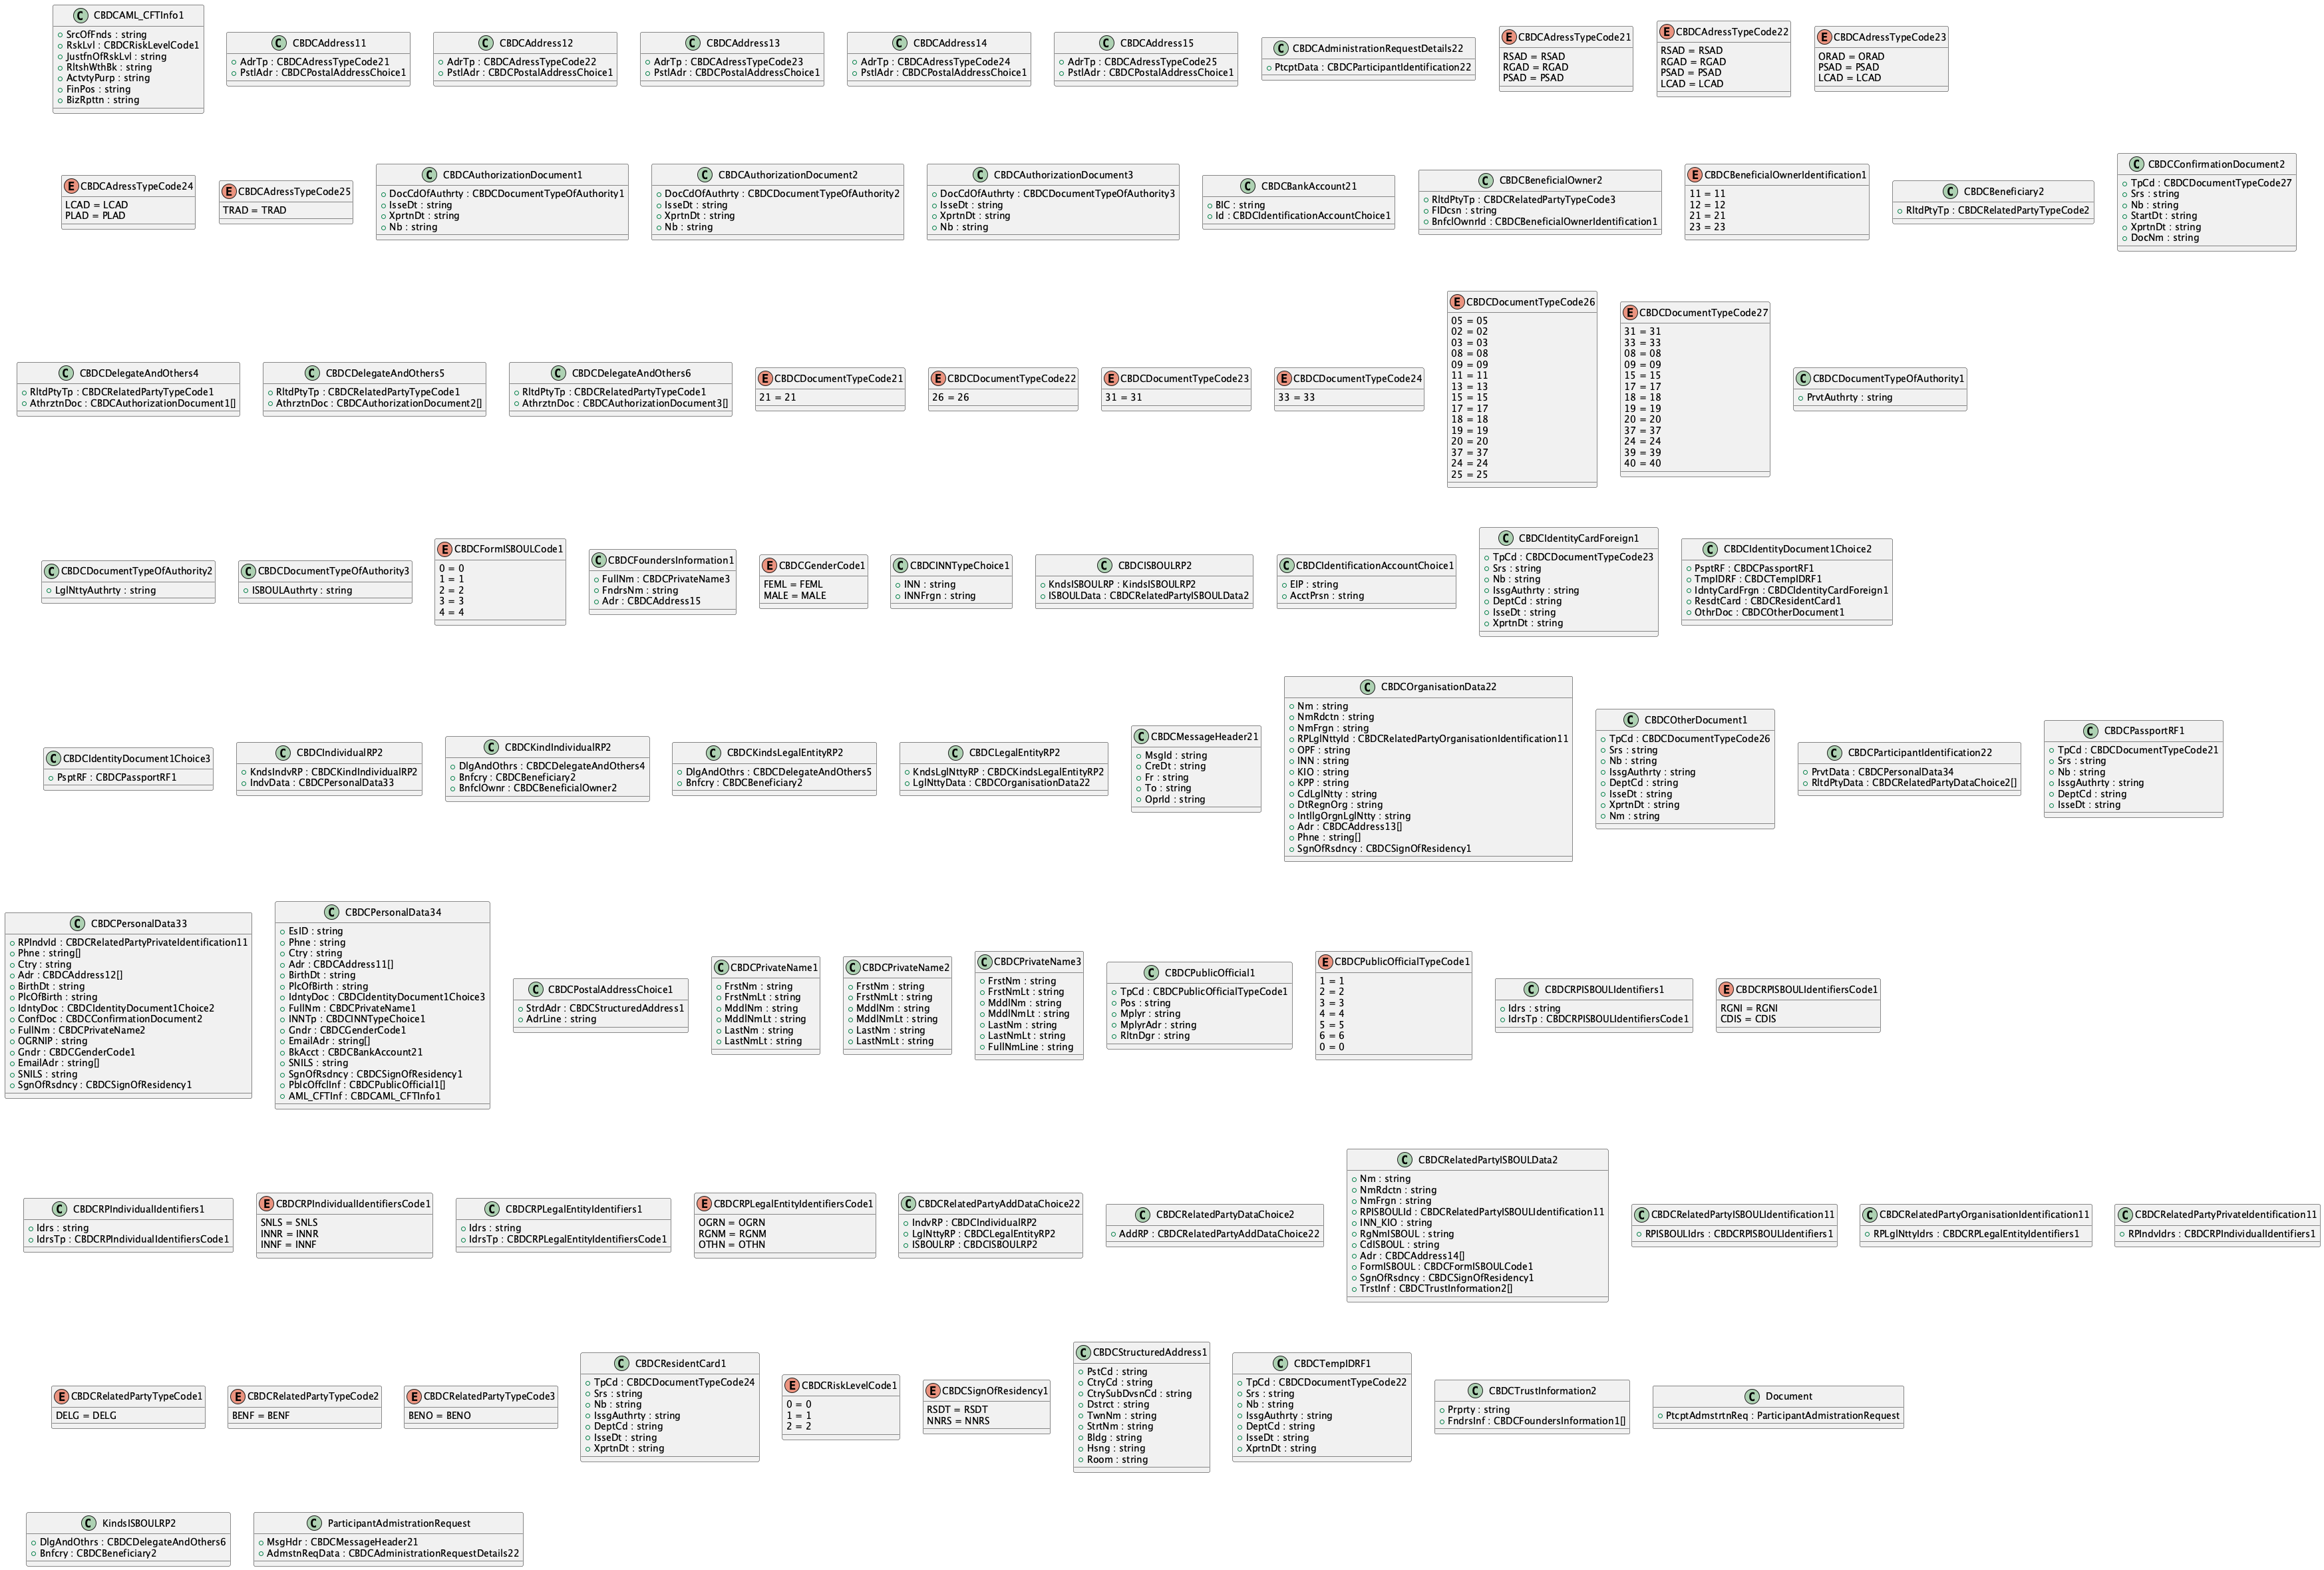 CBDCAML_CFTInfo1
SrcOfFnds : string
RskLvl : CBDCRiskLevelCode1
JustfnOfRskLvl : string
RltshWthBk : string
ActvtyPurp : string
FinPos : string
BizRpttn : string
CBDCAddress11
AdrTp : CBDCAdressTypeCode21
PstlAdr : CBDCPostalAddressChoice1
CBDCAddress12
AdrTp : CBDCAdressTypeCode22
PstlAdr : CBDCPostalAddressChoice1
CBDCAddress13
AdrTp : CBDCAdressTypeCode23
PstlAdr : CBDCPostalAddressChoice1
CBDCAddress14
AdrTp : CBDCAdressTypeCode24
PstlAdr : CBDCPostalAddressChoice1
CBDCAddress15
AdrTp : CBDCAdressTypeCode25
PstlAdr : CBDCPostalAddressChoice1
CBDCAdministrationRequestDetails22
PtcptData : CBDCParticipantIdentification22
CBDCAdressTypeCode21
RSAD = RSAD
RGAD = RGAD
PSAD = PSAD
CBDCAdressTypeCode22
RSAD = RSAD
RGAD = RGAD
PSAD = PSAD
LCAD = LCAD
CBDCAdressTypeCode23
ORAD = ORAD
PSAD = PSAD
LCAD = LCAD
CBDCAdressTypeCode24
LCAD = LCAD
PLAD = PLAD
CBDCAdressTypeCode25
TRAD = TRAD
CBDCAuthorizationDocument1
DocCdOfAuthrty : CBDCDocumentTypeOfAuthority1
IsseDt : string
XprtnDt : string
Nb : string
CBDCAuthorizationDocument2
DocCdOfAuthrty : CBDCDocumentTypeOfAuthority2
IsseDt : string
XprtnDt : string
Nb : string
CBDCAuthorizationDocument3
DocCdOfAuthrty : CBDCDocumentTypeOfAuthority3
IsseDt : string
XprtnDt : string
Nb : string
CBDCBankAccount21
BIC : string
Id : CBDCIdentificationAccountChoice1
CBDCBeneficialOwner2
RltdPtyTp : CBDCRelatedPartyTypeCode3
FIDcsn : string
BnfclOwnrId : CBDCBeneficialOwnerIdentification1
CBDCBeneficialOwnerIdentification1
11 = 11
12 = 12
21 = 21
23 = 23
CBDCBeneficiary2
RltdPtyTp : CBDCRelatedPartyTypeCode2
CBDCConfirmationDocument2
TpCd : CBDCDocumentTypeCode27
Srs : string
Nb : string
StartDt : string
XprtnDt : string
DocNm : string
CBDCDelegateAndOthers4
RltdPtyTp : CBDCRelatedPartyTypeCode1
AthrztnDoc : CBDCAuthorizationDocument1[]
CBDCDelegateAndOthers5
RltdPtyTp : CBDCRelatedPartyTypeCode1
AthrztnDoc : CBDCAuthorizationDocument2[]
CBDCDelegateAndOthers6
RltdPtyTp : CBDCRelatedPartyTypeCode1
AthrztnDoc : CBDCAuthorizationDocument3[]
CBDCDocumentTypeCode21
21 = 21
CBDCDocumentTypeCode22
26 = 26
CBDCDocumentTypeCode23
31 = 31
CBDCDocumentTypeCode24
33 = 33
CBDCDocumentTypeCode26
05 = 05
02 = 02
03 = 03
08 = 08
09 = 09
11 = 11
13 = 13
15 = 15
17 = 17
18 = 18
19 = 19
20 = 20
37 = 37
24 = 24
25 = 25
CBDCDocumentTypeCode27
31 = 31
33 = 33
08 = 08
09 = 09
15 = 15
17 = 17
18 = 18
19 = 19
20 = 20
37 = 37
24 = 24
39 = 39
40 = 40
CBDCDocumentTypeOfAuthority1
PrvtAuthrty : string
CBDCDocumentTypeOfAuthority2
LglNttyAuthrty : string
CBDCDocumentTypeOfAuthority3
ISBOULAuthrty : string
CBDCFormISBOULCode1
0 = 0
1 = 1
2 = 2
3 = 3
4 = 4
CBDCFoundersInformation1
FullNm : CBDCPrivateName3
FndrsNm : string
Adr : CBDCAddress15
CBDCGenderCode1
FEML = FEML
MALE = MALE
CBDCINNTypeChoice1
INN : string
INNFrgn : string
CBDCISBOULRP2
KndsISBOULRP : KindsISBOULRP2
ISBOULData : CBDCRelatedPartyISBOULData2
CBDCIdentificationAccountChoice1
EIP : string
AcctPrsn : string
CBDCIdentityCardForeign1
TpCd : CBDCDocumentTypeCode23
Srs : string
Nb : string
IssgAuthrty : string
DeptCd : string
IsseDt : string
XprtnDt : string
CBDCIdentityDocument1Choice2
PsptRF : CBDCPassportRF1
TmpIDRF : CBDCTempIDRF1
IdntyCardFrgn : CBDCIdentityCardForeign1
ResdtCard : CBDCResidentCard1
OthrDoc : CBDCOtherDocument1
CBDCIdentityDocument1Choice3
PsptRF : CBDCPassportRF1
CBDCIndividualRP2
KndsIndvRP : CBDCKindIndividualRP2
IndvData : CBDCPersonalData33
CBDCKindIndividualRP2
DlgAndOthrs : CBDCDelegateAndOthers4
Bnfcry : CBDCBeneficiary2
BnfclOwnr : CBDCBeneficialOwner2
CBDCKindsLegalEntityRP2
DlgAndOthrs : CBDCDelegateAndOthers5
Bnfcry : CBDCBeneficiary2
CBDCLegalEntityRP2
KndsLglNttyRP : CBDCKindsLegalEntityRP2
LglNttyData : CBDCOrganisationData22
CBDCMessageHeader21
MsgId : string
CreDt : string
Fr : string
To : string
OprId : string
CBDCOrganisationData22
Nm : string
NmRdctn : string
NmFrgn : string
RPLglNttyId : CBDCRelatedPartyOrganisationIdentification11
OPF : string
INN : string
KIO : string
KPP : string
CdLglNtty : string
DtRegnOrg : string
IntllgOrgnLglNtty : string
Adr : CBDCAddress13[]
Phne : string[]
SgnOfRsdncy : CBDCSignOfResidency1
CBDCOtherDocument1
TpCd : CBDCDocumentTypeCode26
Srs : string
Nb : string
IssgAuthrty : string
DeptCd : string
IsseDt : string
XprtnDt : string
Nm : string
CBDCParticipantIdentification22
PrvtData : CBDCPersonalData34
RltdPtyData : CBDCRelatedPartyDataChoice2[]
CBDCPassportRF1
TpCd : CBDCDocumentTypeCode21
Srs : string
Nb : string
IssgAuthrty : string
DeptCd : string
IsseDt : string
CBDCPersonalData33
RPIndvId : CBDCRelatedPartyPrivateIdentification11
Phne : string[]
Ctry : string
Adr : CBDCAddress12[]
BirthDt : string
PlcOfBirth : string
IdntyDoc : CBDCIdentityDocument1Choice2
ConfDoc : CBDCConfirmationDocument2
FullNm : CBDCPrivateName2
OGRNIP : string
Gndr : CBDCGenderCode1
EmailAdr : string[]
SNILS : string
SgnOfRsdncy : CBDCSignOfResidency1
CBDCPersonalData34
EsID : string
Phne : string
Ctry : string
Adr : CBDCAddress11[]
BirthDt : string
PlcOfBirth : string
IdntyDoc : CBDCIdentityDocument1Choice3
FullNm : CBDCPrivateName1
INNTp : CBDCINNTypeChoice1
Gndr : CBDCGenderCode1
EmailAdr : string[]
BkAcct : CBDCBankAccount21
SNILS : string
SgnOfRsdncy : CBDCSignOfResidency1
PblcOffclInf : CBDCPublicOfficial1[]
AML_CFTInf : CBDCAML_CFTInfo1
CBDCPostalAddressChoice1
StrdAdr : CBDCStructuredAddress1
AdrLine : string
CBDCPrivateName1
FrstNm : string
FrstNmLt : string
MddlNm : string
MddlNmLt : string
LastNm : string
LastNmLt : string
CBDCPrivateName2
FrstNm : string
FrstNmLt : string
MddlNm : string
MddlNmLt : string
LastNm : string
LastNmLt : string
CBDCPrivateName3
FrstNm : string
FrstNmLt : string
MddlNm : string
MddlNmLt : string
LastNm : string
LastNmLt : string
FullNmLine : string
CBDCPublicOfficial1
TpCd : CBDCPublicOfficialTypeCode1
Pos : string
Mplyr : string
MplyrAdr : string
RltnDgr : string
CBDCPublicOfficialTypeCode1
1 = 1
2 = 2
3 = 3
4 = 4
5 = 5
6 = 6
0 = 0
CBDCRPISBOULIdentifiers1
Idrs : string
IdrsTp : CBDCRPISBOULIdentifiersCode1
CBDCRPISBOULIdentifiersCode1
RGNI = RGNI
CDIS = CDIS
CBDCRPIndividualIdentifiers1
Idrs : string
IdrsTp : CBDCRPIndividualIdentifiersCode1
CBDCRPIndividualIdentifiersCode1
SNLS = SNLS
INNR = INNR
INNF = INNF
CBDCRPLegalEntityIdentifiers1
Idrs : string
IdrsTp : CBDCRPLegalEntityIdentifiersCode1
CBDCRPLegalEntityIdentifiersCode1
OGRN = OGRN
RGNM = RGNM
OTHN = OTHN
CBDCRelatedPartyAddDataChoice22
IndvRP : CBDCIndividualRP2
LglNttyRP : CBDCLegalEntityRP2
ISBOULRP : CBDCISBOULRP2
CBDCRelatedPartyDataChoice2
AddRP : CBDCRelatedPartyAddDataChoice22
CBDCRelatedPartyISBOULData2
Nm : string
NmRdctn : string
NmFrgn : string
RPISBOULId : CBDCRelatedPartyISBOULIdentification11
INN_KIO : string
RgNmISBOUL : string
CdISBOUL : string
Adr : CBDCAddress14[]
FormISBOUL : CBDCFormISBOULCode1
SgnOfRsdncy : CBDCSignOfResidency1
TrstInf : CBDCTrustInformation2[]
CBDCRelatedPartyISBOULIdentification11
RPISBOULIdrs : CBDCRPISBOULIdentifiers1
CBDCRelatedPartyOrganisationIdentification11
RPLglNttyIdrs : CBDCRPLegalEntityIdentifiers1
CBDCRelatedPartyPrivateIdentification11
RPIndvIdrs : CBDCRPIndividualIdentifiers1
CBDCRelatedPartyTypeCode1
DELG = DELG
CBDCRelatedPartyTypeCode2
BENF = BENF
CBDCRelatedPartyTypeCode3
BENO = BENO
CBDCResidentCard1
TpCd : CBDCDocumentTypeCode24
Srs : string
Nb : string
IssgAuthrty : string
DeptCd : string
IsseDt : string
XprtnDt : string
CBDCRiskLevelCode1
0 = 0
1 = 1
2 = 2
CBDCSignOfResidency1
RSDT = RSDT
NNRS = NNRS
CBDCStructuredAddress1
PstCd : string
CtryCd : string
CtrySubDvsnCd : string
Dstrct : string
TwnNm : string
StrtNm : string
Bldg : string
Hsng : string
Room : string
CBDCTempIDRF1
TpCd : CBDCDocumentTypeCode22
Srs : string
Nb : string
IssgAuthrty : string
DeptCd : string
IsseDt : string
XprtnDt : string
CBDCTrustInformation2
Prprty : string
FndrsInf : CBDCFoundersInformation1[]
Document
PtcptAdmstrtnReq : ParticipantAdmistrationRequest
KindsISBOULRP2
DlgAndOthrs : CBDCDelegateAndOthers6
Bnfcry : CBDCBeneficiary2
ParticipantAdmistrationRequest
MsgHdr : CBDCMessageHeader21
AdmstnReqData : CBDCAdministrationRequestDetails22